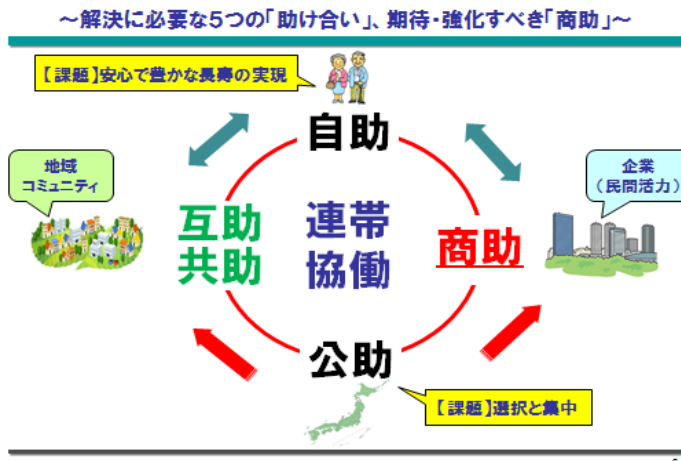 ～解決に必要な5つの「助け合い」、期待・強化すべき「商助」～
【課題】安心で豊かな長寿の実現
自助
地域
コミュニティ
企業
（民間活力）
互助
共助
連帯
協働
商助
公助
【課題】選択と集中